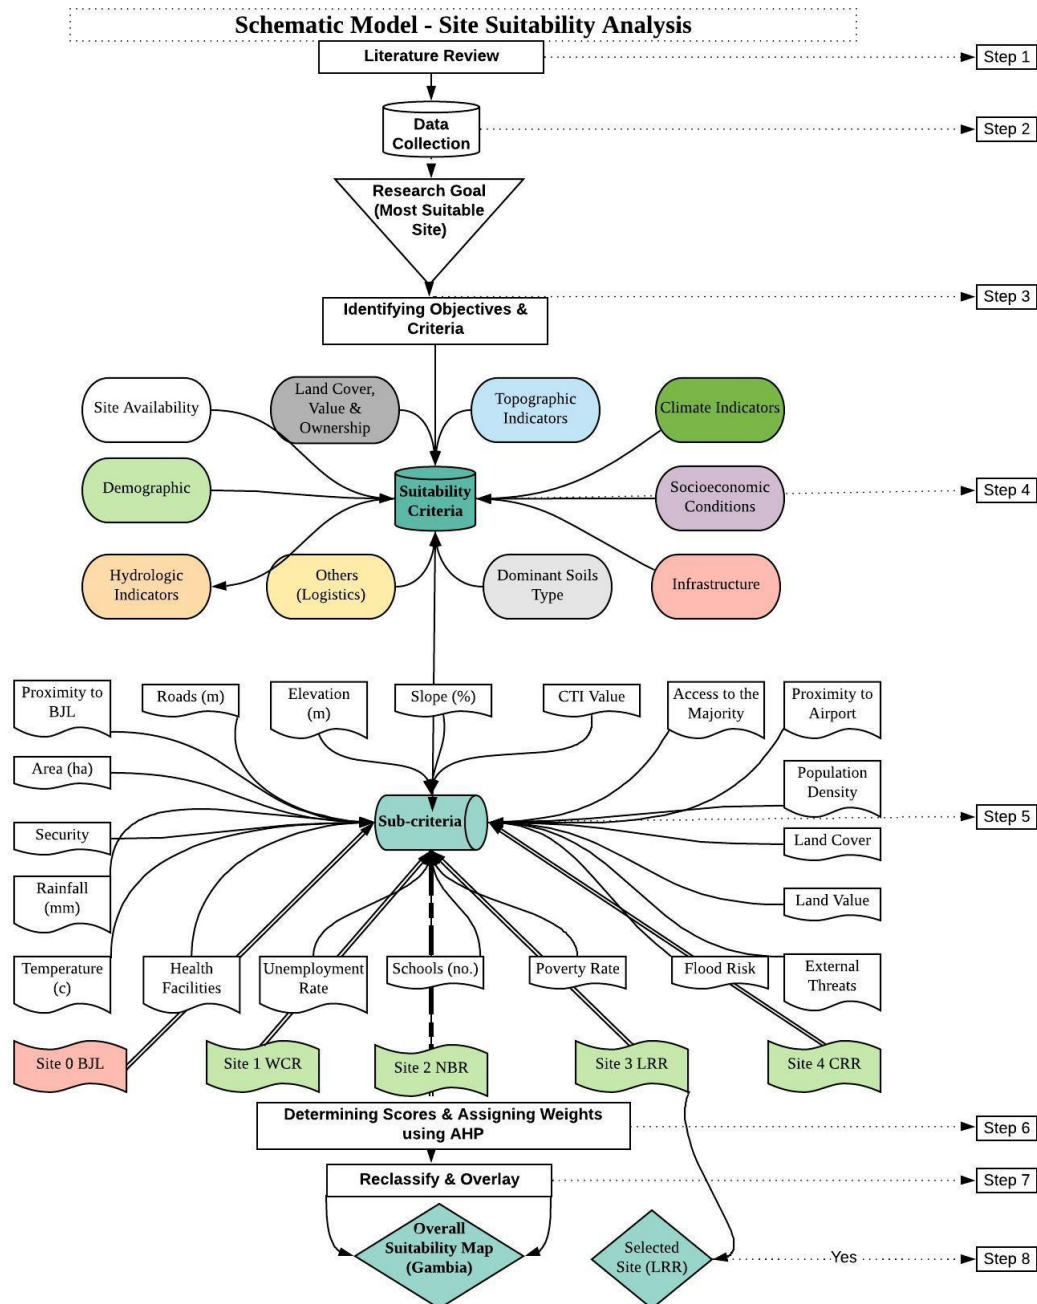 Schematic Model - Site Suitability Analysis
Literature Review
Step 1
Data
Collection
Step 2
Research Goal
(Most Suitable
Site)
Identifying Objectives &
Criteria
Step 3
Site Availability
Land Cover,
Value &
Ownership
Topographic
Indicators
Climate Indicators
Demographic
Suitability
Criteria
Socioeconomic
Conditions
Step 4
Hydrologic
Indicators
Others
(Logistics)
Dominant Soils
Type
Infrastructure
Proximity to
BJL
Roads (m)
Elevation
(m)
Slope (%)
CTI Value
Access to the
Majority
Proximity to
Airport
Area (ha)
Population
Density
Security
Sub-criteria
Land Cover
Step 5
Rainfall
(mm)
Land Value
Temperature
(c)
Health
Facilities
Unemployment
Rate
Schools (no.)
Poverty Rate
Flood Risk
External
Threats
Site 0 BJL
Site 1 WCR
Site 2 NBR
Site 3 LRR
Site 4 CRR
Determining Scores & Assigning Weights
using AHP
Step 6
Reclassify & Overlay
Step 7
Overall
Suitability Map
(Gambia)
Selected
Site (LRR)
Yes
Step 8